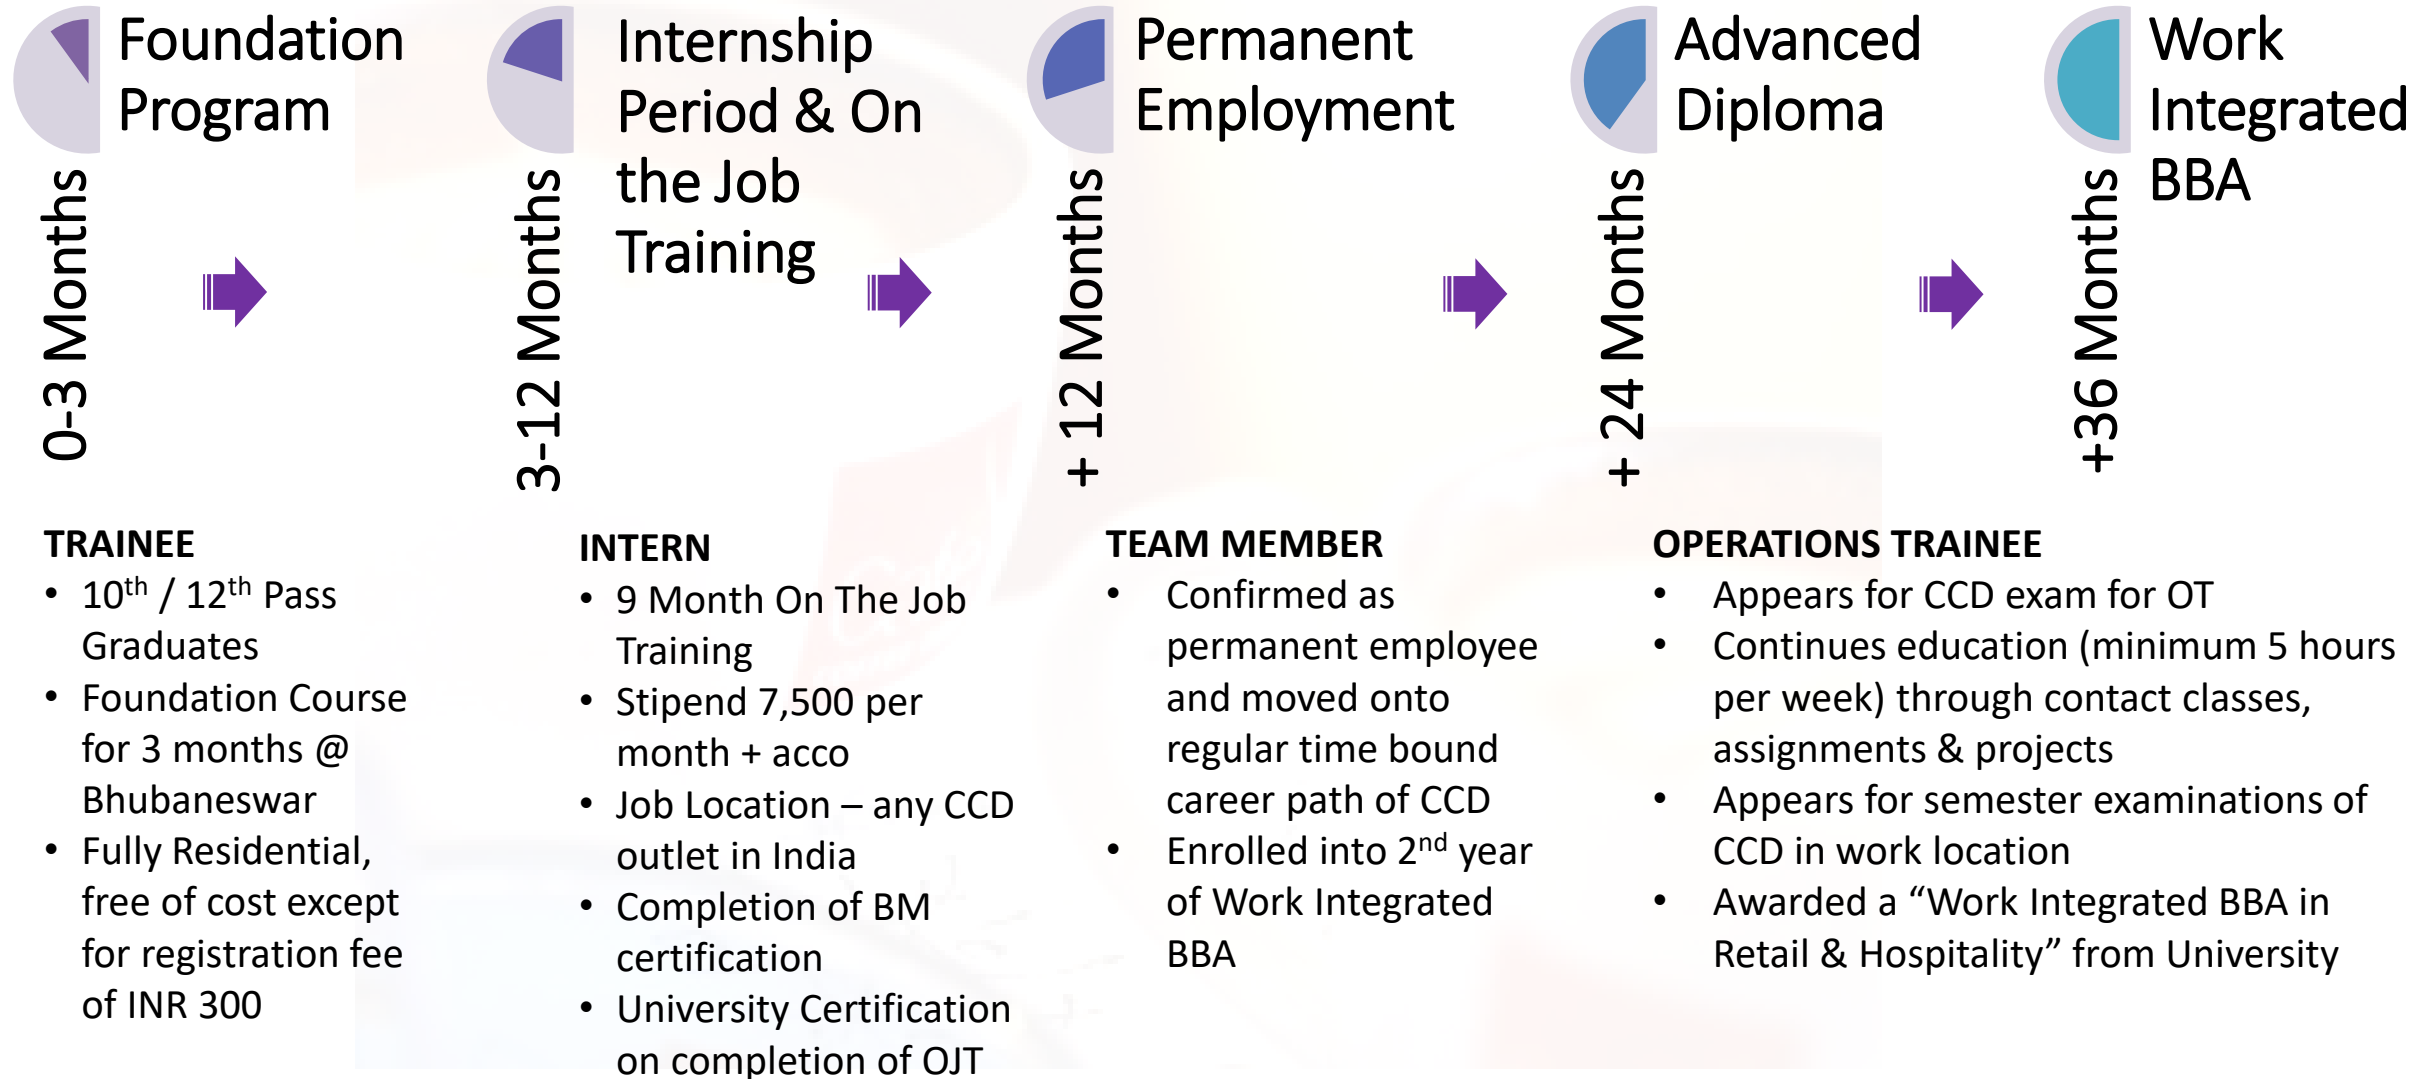 Foundation
Program
0-3 Months
Internship
Period & On
the Job
Training
3-12 Months
Permanent
Employment
+ 12 Months
Advanced
Diploma
+ 24 Months
Work
Integrated
BBA
+36 Months
TRAINEE
• 10th / 12th Pass
Graduates
• Foundation Course
for 3 months @
Bhubaneswar
• Fully Residential,
free of cost except
for registration fee
of INR 300
INTERN
• 9 Month On The Job
Training
• Stipend 7,500 per
month + acco
• Job Location – any CCD
outlet in India
• Completion of BM
certification
• University Certification
on completion of OJT
TEAM MEMBER
• Confirmed as
permanent employee
and moved onto
regular time bound
career path of CCD
• Enrolled into 2nd year
of Work Integrated
BBA
OPERATIONS TRAINEE
• Appears for CCD exam for OT
• Continues education (minimum 5 hours
per week) through contact classes,
assignments & projects
• Appears for semester examinations of
CCD in work location
• Awarded a “Work Integrated BBA in
Retail & Hospitality” from University